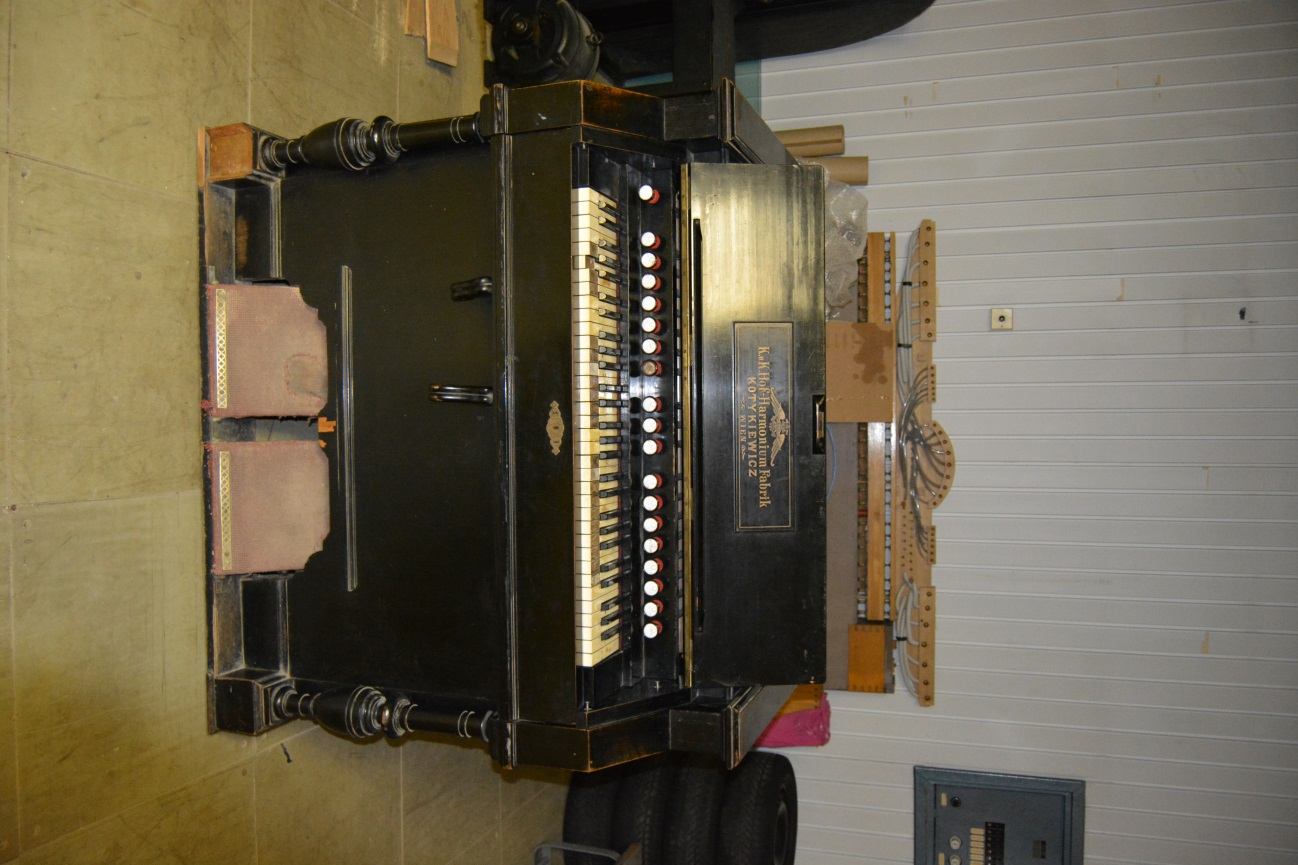 K.u.K. Hof-Harmonium Fabrik
KOTYKIEWICZ
WIEN